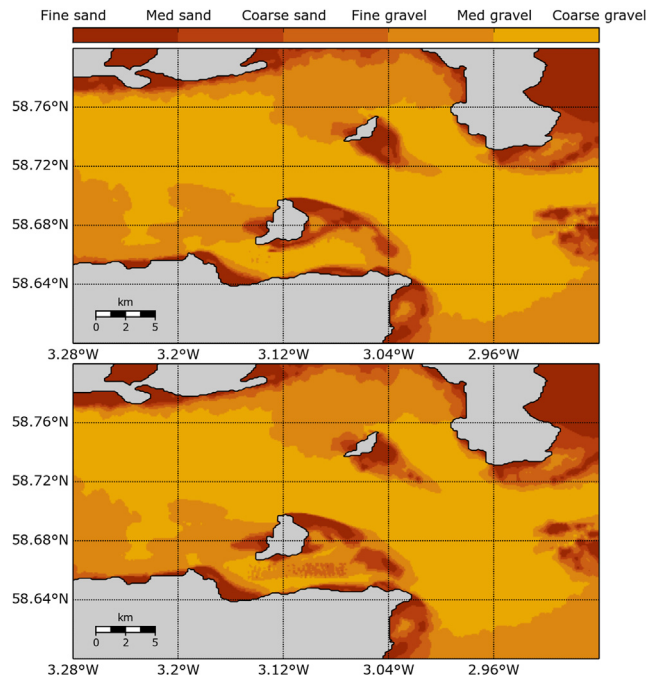 Fine sand Med sand Coarse sand Fine gravel Med gravel Coarse gravel
58.76°N
58.72°N
58.68°N
58.64°N
km
0 2 5
3.28°W 3.2°W 3.12°W 3.04°W 2.96°W
58.76°N
58.72°N
58.68°N
58.64°N
km
0 2 5
3.28°W 3.2°W 3.12°W 3.04°W 2.96°W